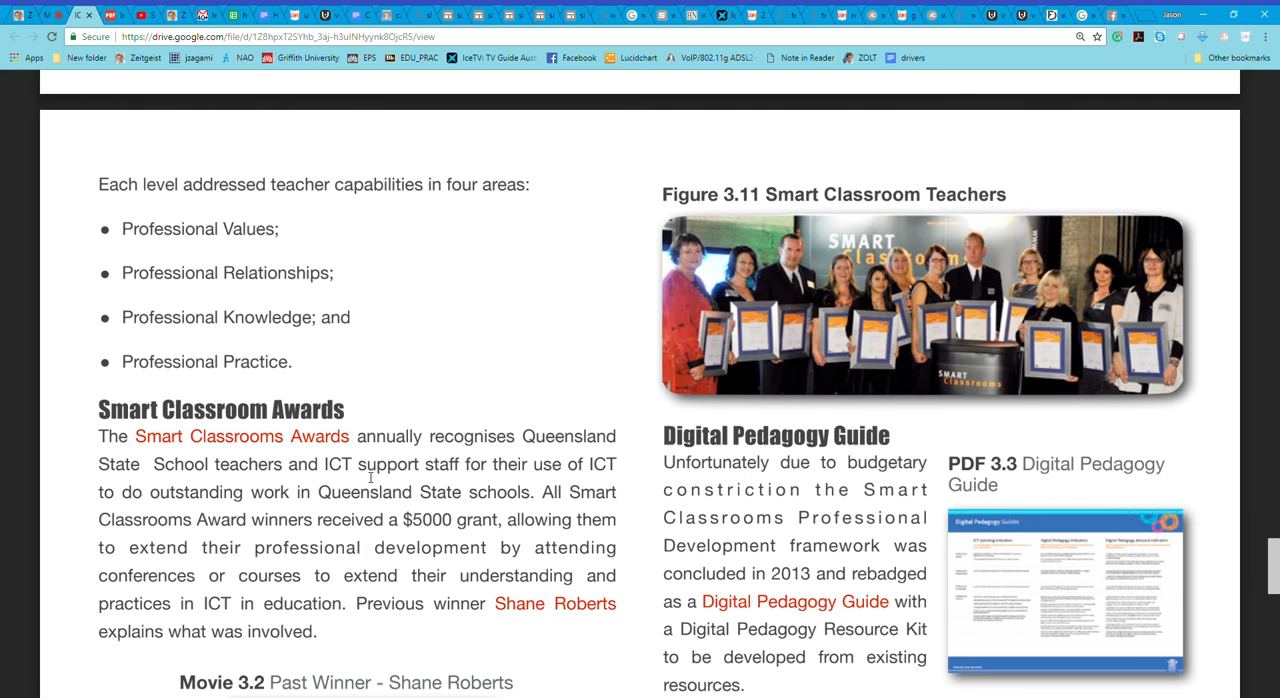 Jason
Secure
https://drive.google.com/file/d/1Z8hpxT2SYhb_3aj-h3uINHyynk8OjcR5/view
Apps New folder Zeitgeist jzagami NAO Griffith University EPS EDU_PRAC IceTV: TV Guide Aust Facebook Lucidchart VoIP/802.11g ADSL2 Note in Reader ZOLT drivers Other bookmarks
Each level addressed teacher capabilities in four areas:
● Professional Values;
● Professional Relationships;
● Professional Knowledge; and
● Professional Practice.
Smart Classroom Awards
The Smart Classrooms Awards annually recognises Queensland
State School teachers and ICT support staff for their use of ICT
to do outstanding work in Queensland State schools. All Smart
Classrooms Award winners received a $5000 grant, allowing them
to extend their professional development by attending
conferences or courses to extend their understanding and
practices in ICT in education. Previous winner Shane Roberts
explains what was involved.
Movie 3.2 Past Winner - Shane Roberts
Figure 3.11 Smart Classroom Teachers
SMART
Classrooms
SMART
Classrooms
Digital Pedagogy Guide
Unfortunately due to budgetary
constriction the Smart
Classrooms Professional
Development framework was
concluded in 2013 and rebadged
as a Digital Pedagogy Guide with
a Digital Pedagogy Resource Kit
to be developed from existing
resources.
PDF 3.3 Digital Pedagogy
Guide
Digital Pedagogy Guides